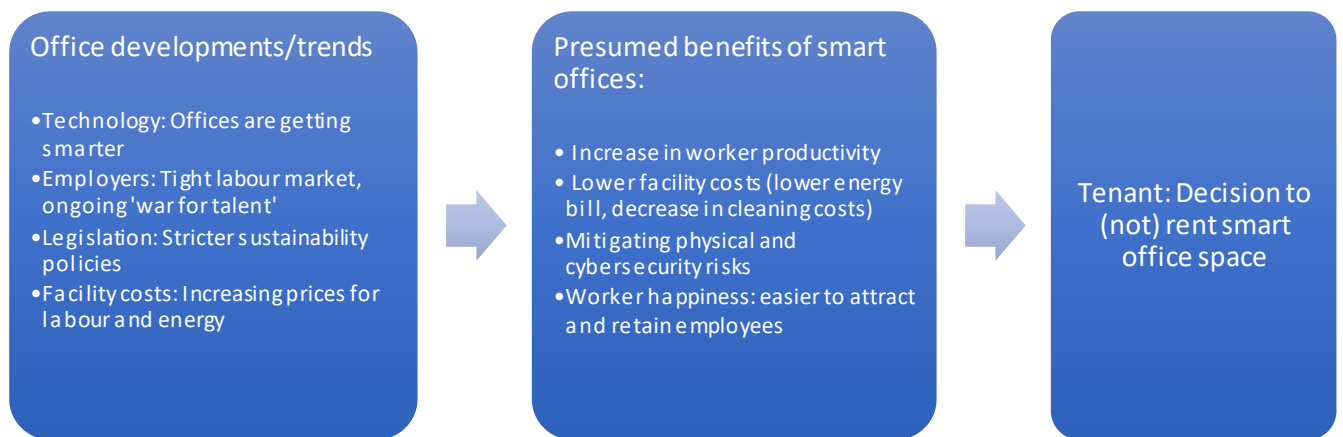 Office developments/trends
•Technology: Offices are getting
smarter
•Employers: Tight labour market,
ongoing 'war for talent'
•Legislation: Stricter sustainability
policies
•Facility costs: Increasing prices for
labour and energy
Presumed benefits of smart
offices:
• Increase in worker productivity
• Lower facility costs (lower energy
bill, decrease in cleaning costs)
•Mitigating physical and
cybersecurity risks
•Worker happiness: easier to attract
and retain employees
Tenant: Decision to
(not) rent smart
office space